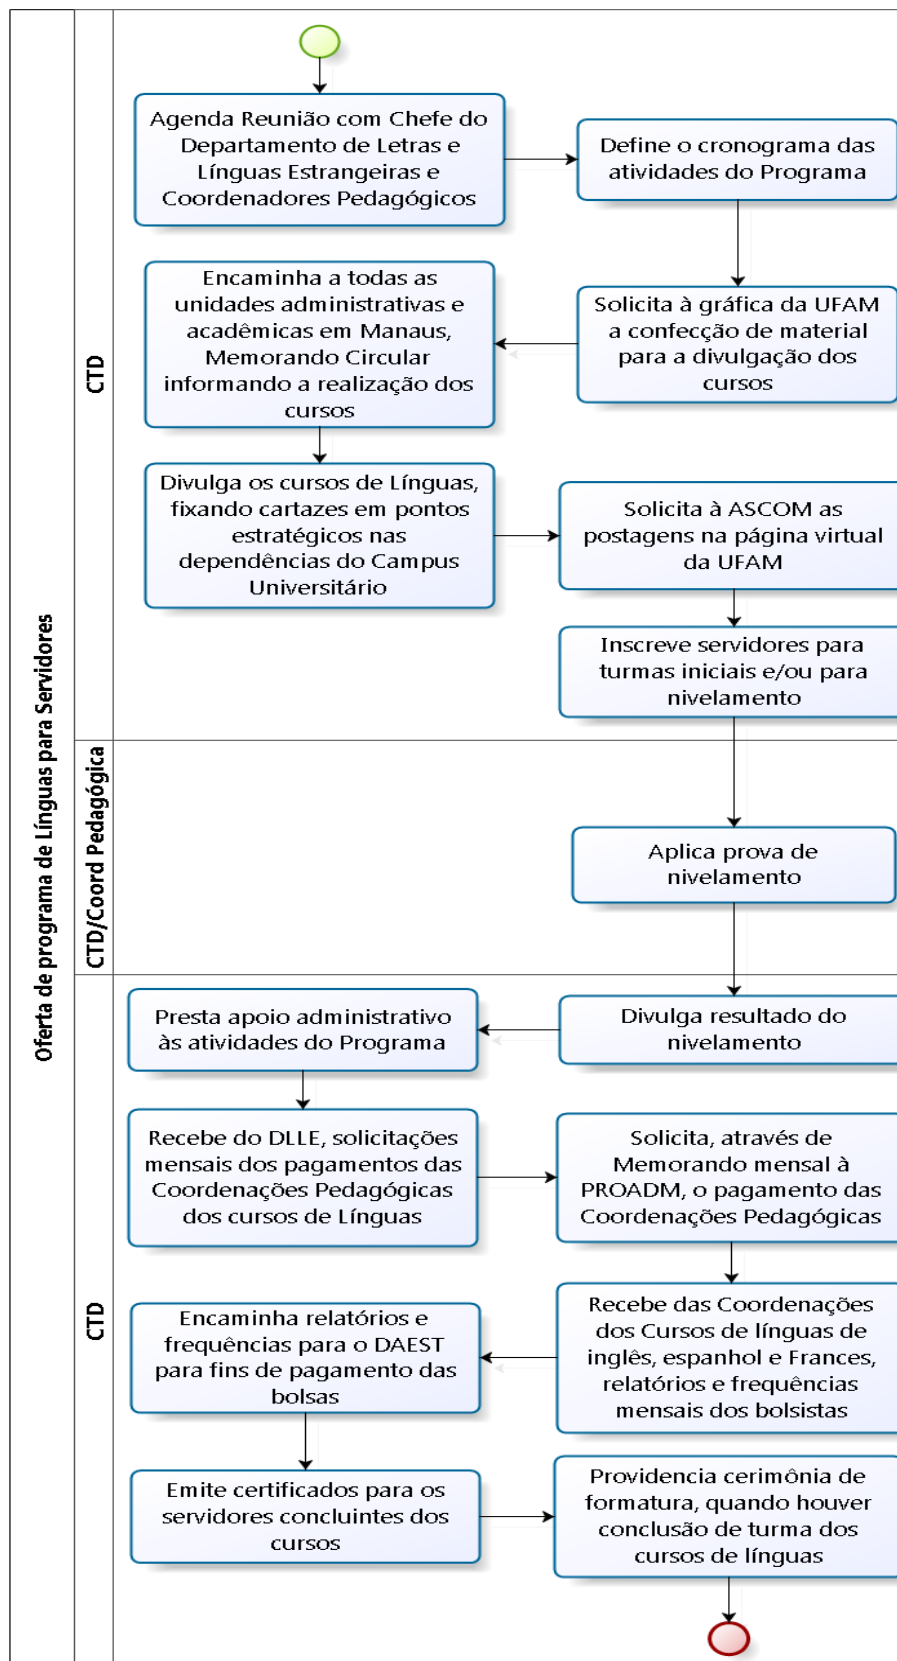 Oferta de programa de Línguas para Servidores
CTD
Agenda Reunião com Chefe do
Departamento de Letras e
Línguas Estrangeiras e
Coordenadores Pedagógicos
Define o cronograma das
atividades do Programa
Solicita à gráfica da UFAM
a confecção de material
para a divulgação dos
cursos
Encaminha a todas as
unidades administrativas e
acadêmicas em Manaus,
Memorando Circular
informando a realização dos
cursos
Divulga os cursos de Línguas,
fixando cartazes em pontos
estratégicos nas
dependências do Campus
Universitário
Solicita à ASCOM as
postagens na página virtual
da UFAM
Inscreve servidores para
turmas iniciais e/ou para
nivelamento
CTD/Coord Pedagógica
Aplica prova de
nivelamento
CTD
Divulga resultado do
nivelamento
Presta apoio administrativo
às atividades do Programa
Recebe do DLLE, solicitações
mensais dos pagamentos das
Coordenações Pedagógicas
dos cursos de Línguas
Solicita, através de
Memorando mensal à
PROADM, o pagamento das
Coordenações Pedagógicas
Recebe das Coordenações
dos Cursos de línguas de
inglês, espanhol e Frances,
relatórios e frequências
mensais dos bolsistas
Encaminha relatórios e
frequências para o DAEST
para fins de pagamento das
bolsas
Emite certificados para os
servidores concluintes dos
cursos
Providencia cerimônia de
formatura, quando houver
conclusão de turma dos
cursos de línguas